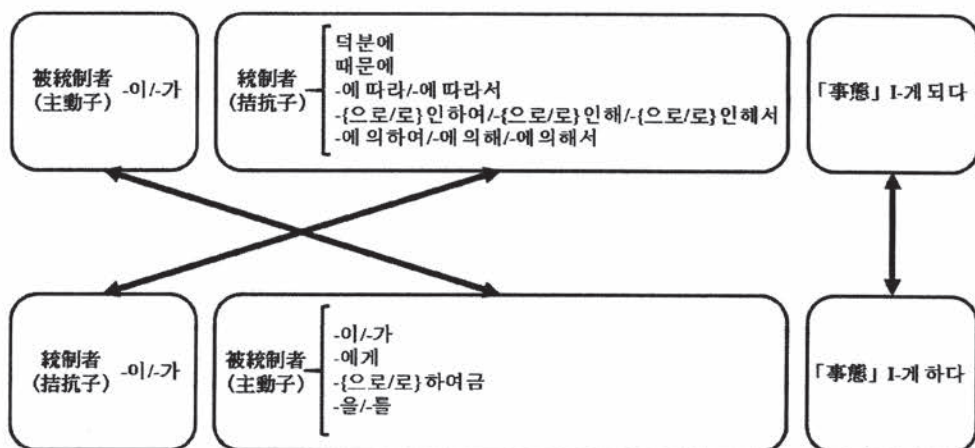 被統制者
(主動子) -이/-가
統制者
(拮抗子)
덕분에
때문에
-에 따라/-에 따라서
-{으로/로} 인하여/-{으로/로} 인해/-{으로/로} 인해서
-에 의하여/-에 의해/-에 의해서
「事態」I-게 되다
統制者
(拮抗子) -이/-가
被統制者
(主動子)
-이/-가
-에게
-{으로/로} 하여금
-을/-를
「事態」I-게 하다